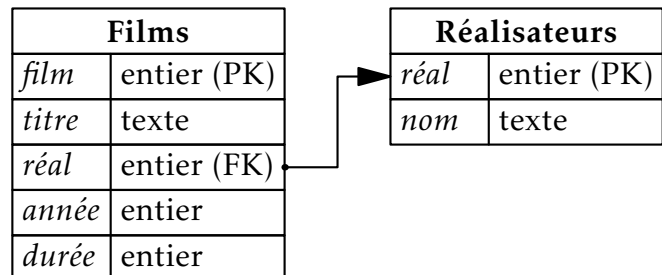 Films
film entier (PK)
titre texte
réal entier (FK)
année entier
durée entier
Réalisateurs
réal entier (PK)
nom texte